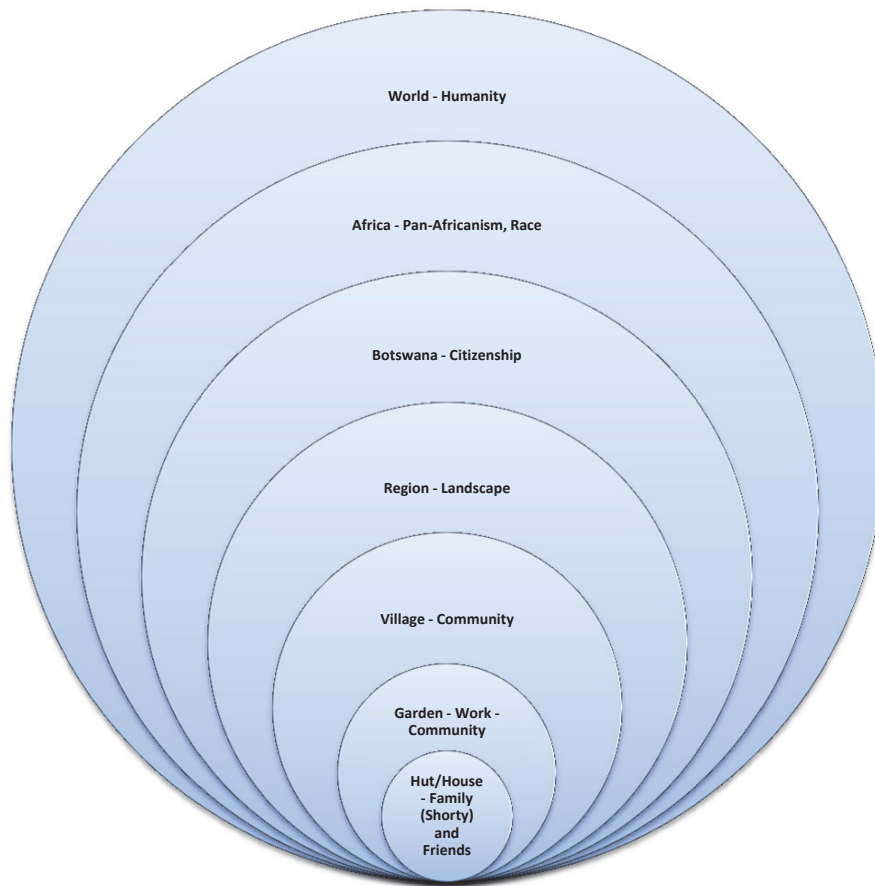 World - Humanity
Africa - Pan-Africanism, Race
Botswana - Citizenship
Region - Landscape
Village - Community
Garden - Work -
Community
Hut/House
- Family
(Shorty)
and
Friends